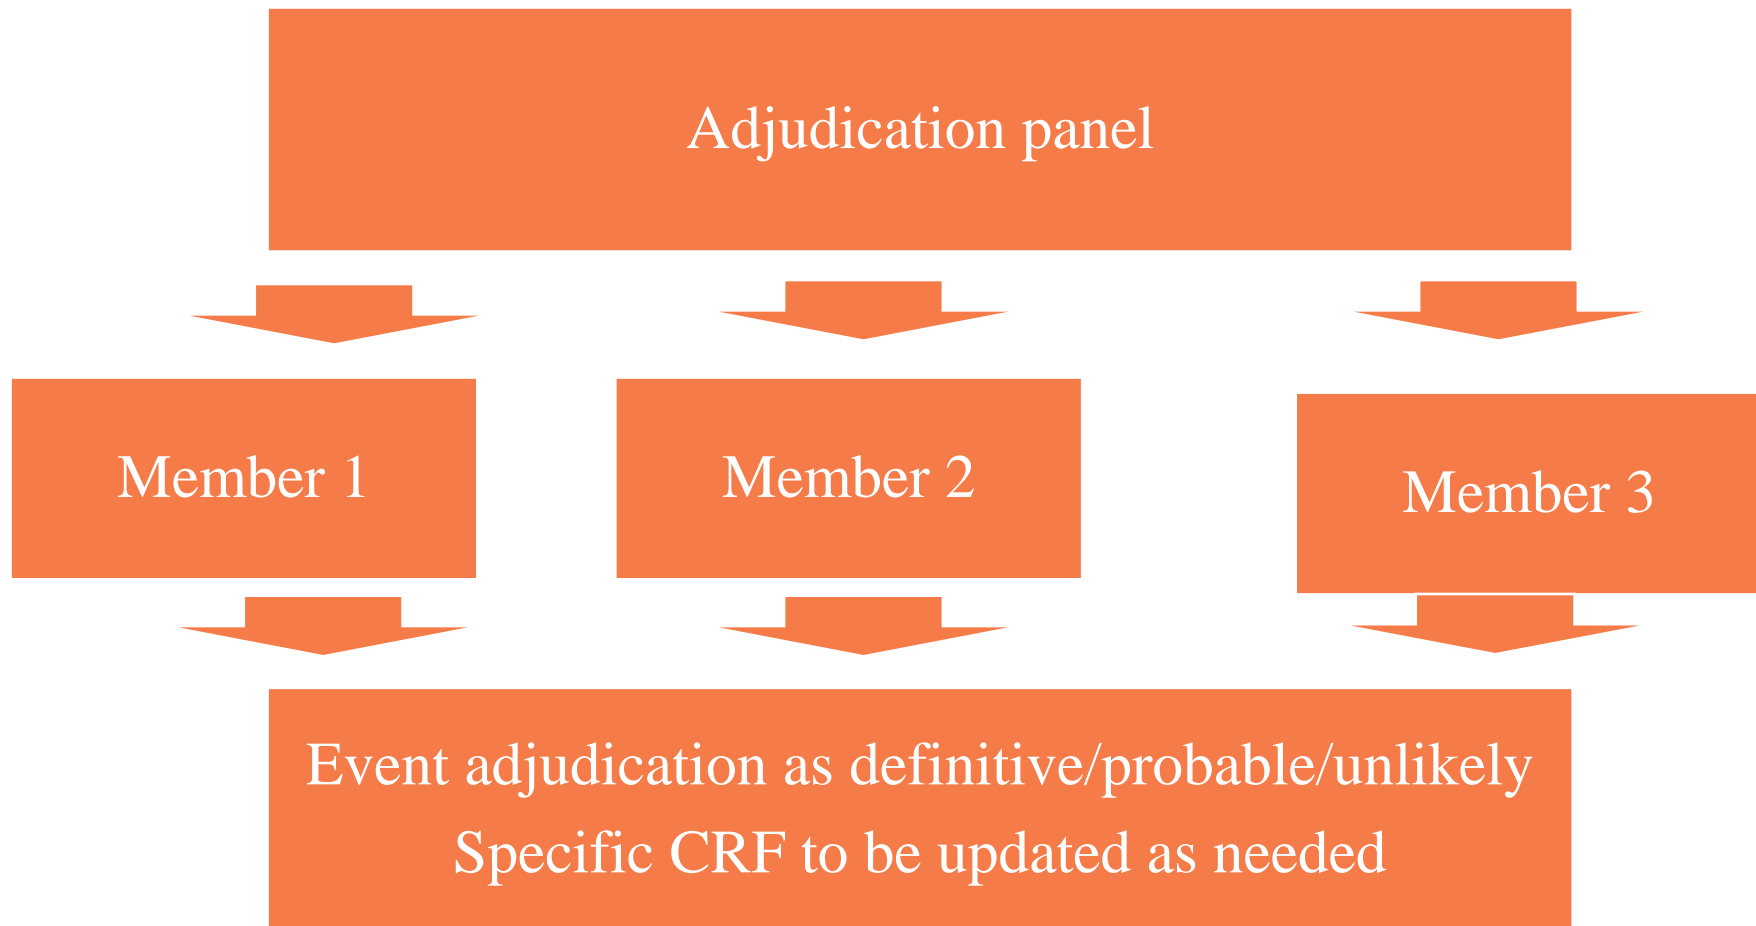 Adjudication panel
Member 1
Member 2
Member 3
Event adjudication as definitive/probable/unlikely
Specific CRF to be updated as needed